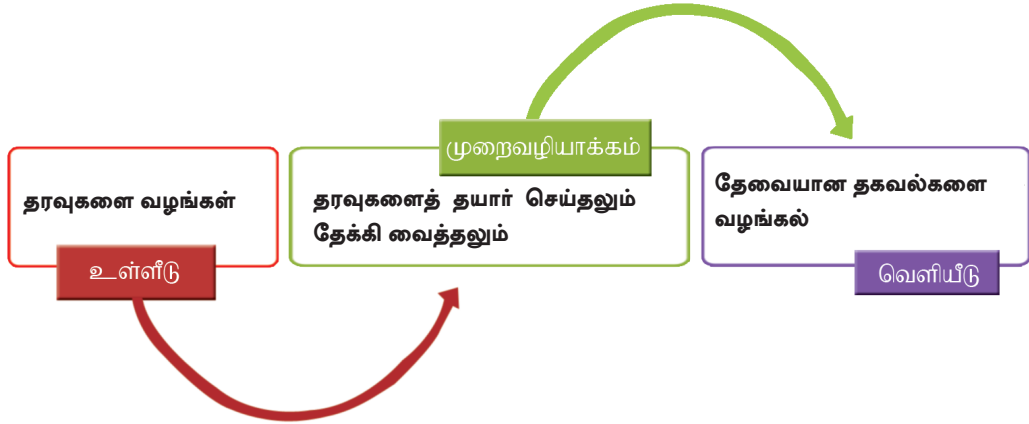 தரவுகளை வழங்கள்
உள்ளீடு
முறைவழியாக்கம்
தரவுகளைத் தயார் செய்தலும்
தேக்கி வைத்தலும்
தேவையான தகவல்களை
வழங்கல்
வெளியீடு